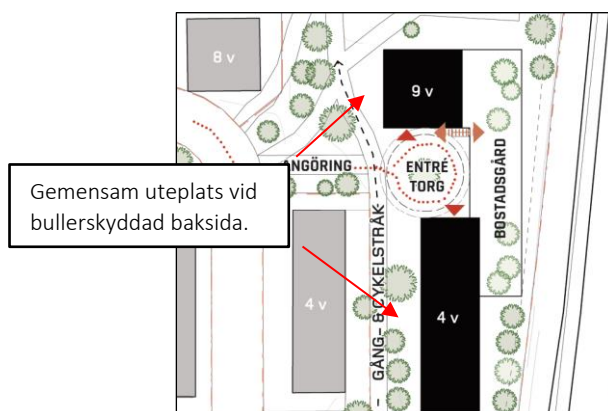 8 v
9 v
ANGÖRING
ENTRÉ
TORG
BOSTADSGÅRD
Gemensam uteplats vid
bullerskyddad baksida.
4 v
4 v
GÅNG- & CYKELSTRÅK